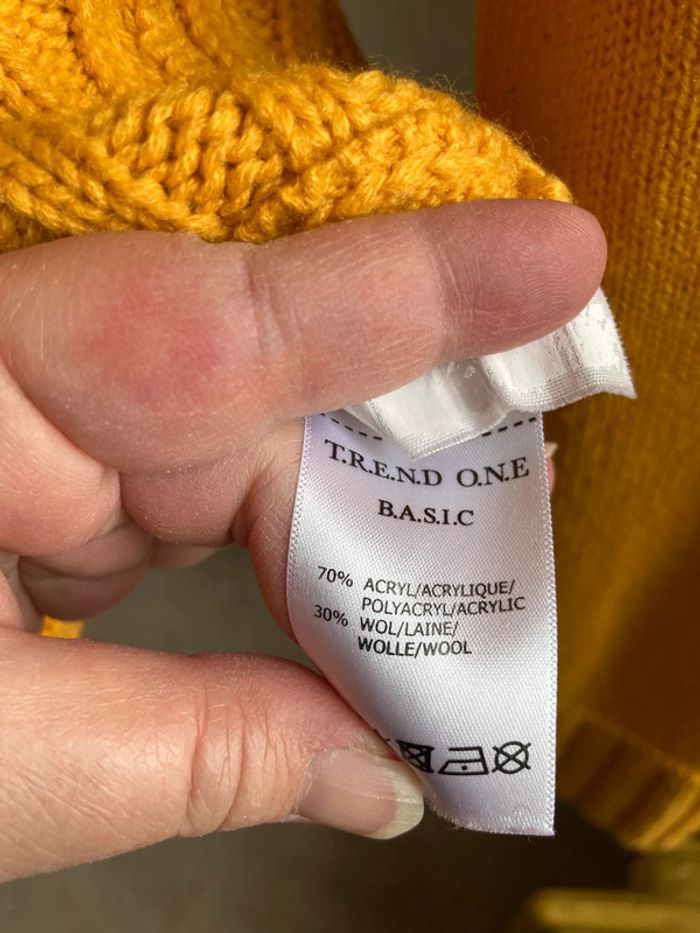 T.R.E.N.D O.N.E
B.A.S.I.C
70% ACRYL/ACRYLIQUE/
POLYACRYL/ACRYLIC
30% WOL/LAINE/
WOLLE/WOOL